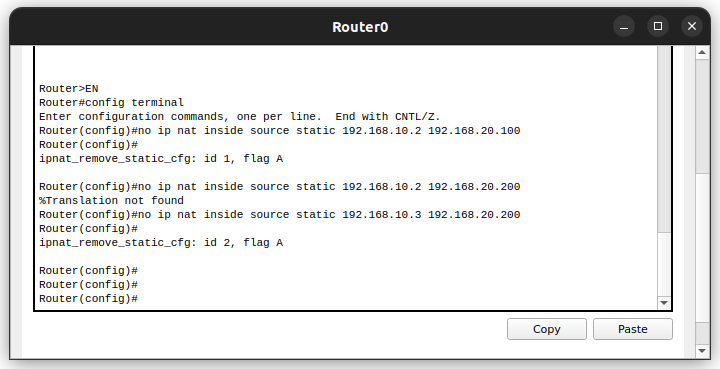 Router0
Router>EN
Router#config terminal
Enter configuration commands, one per line.  End with CNTL/Z.
Router(config)#no ip nat inside source static 192.168.10.2 192.168.20.100
Router(config)#
ipnat_remove_static_cfg: id 1, flag A
Router(config)#no ip nat inside source static 192.168.10.2 192.168.20.200
%Translation not found
Router(config)#no ip nat inside source static 192.168.10.3 192.168.20.200
Router(config)#
ipnat_remove_static_cfg: id 2, flag A
Router(config)#
Router(config)#
Router(config)#
Copy Paste